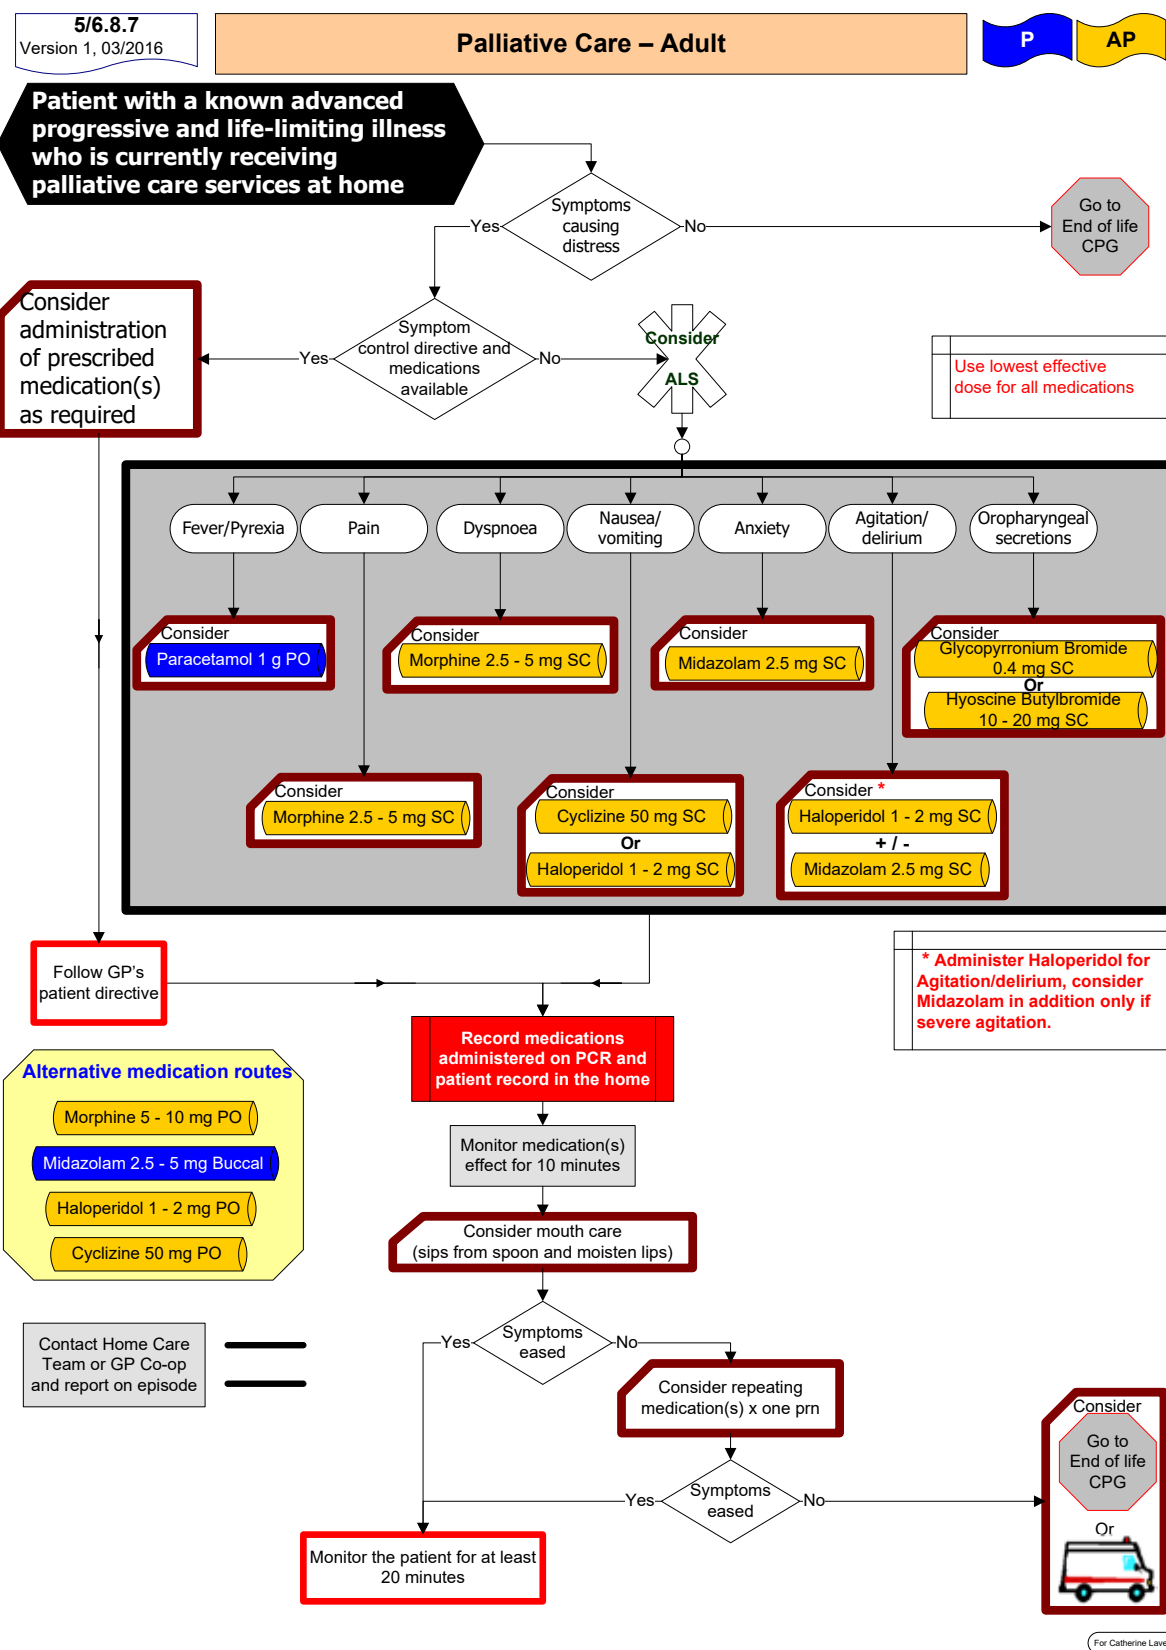 5/6.8.7
Version 1, 03/2016
Palliative Care – Adult
P
AP
Patient with a known advanced
progressive and life-limiting illness
who is currently receiving
palliative care services at home
Symptoms
causing
distress
Yes
No
Go to
End of life
CPG
Consider
administration
of prescribed
medication(s)
as required
Yes
Symptom
control directive and
medications
available
No
Consider
ALS
Use lowest effective
dose for all medications
Fever/Pyrexia
Pain
Dyspnoea
Nausea/
vomiting
Anxiety
Agitation/
delirium
Oropharyngeal
secretions
Consider
Paracetamol 1 g PO
Consider
Morphine 2.5 - 5 mg SC
Consider
Midazolam 2.5 mg SC
Consider
Glycopyrronium Bromide
0.4 mg SC
Or
Hyoscine Butylbromide
10 - 20 mg SC
Consider
Morphine 2.5 - 5 mg SC
Consider
Cyclizine 50 mg SC
Or
Haloperidol 1 - 2 mg SC
Consider *
Haloperidol 1 - 2 mg SC
+ / -
Midazolam 2.5 mg SC
Follow GP's
patient directive
* Administer Haloperidol for
Agitation/delirium, consider
Midazolam in addition only if
severe agitation.
Record medications
administered on PCR and
patient record in the home
Alternative medication routes
Morphine 5 - 10 mg PO
Midazolam 2.5 - 5 mg Buccal
Haloperidol 1 - 2 mg PO
Cyclizine 50 mg PO
Monitor medication(s)
effect for 10 minutes
Consider mouth care
(sips from spoon and moisten lips)
Contact Home Care
Team or GP Co-op
and report on episode
Yes
Symptoms
eased
No
Consider repeating
medication(s) x one prn
Yes
Symptoms
eased
No
Consider
Go to
End of life
CPG
Or
Monitor the patient for at least
20 minutes
For Catherine Lave